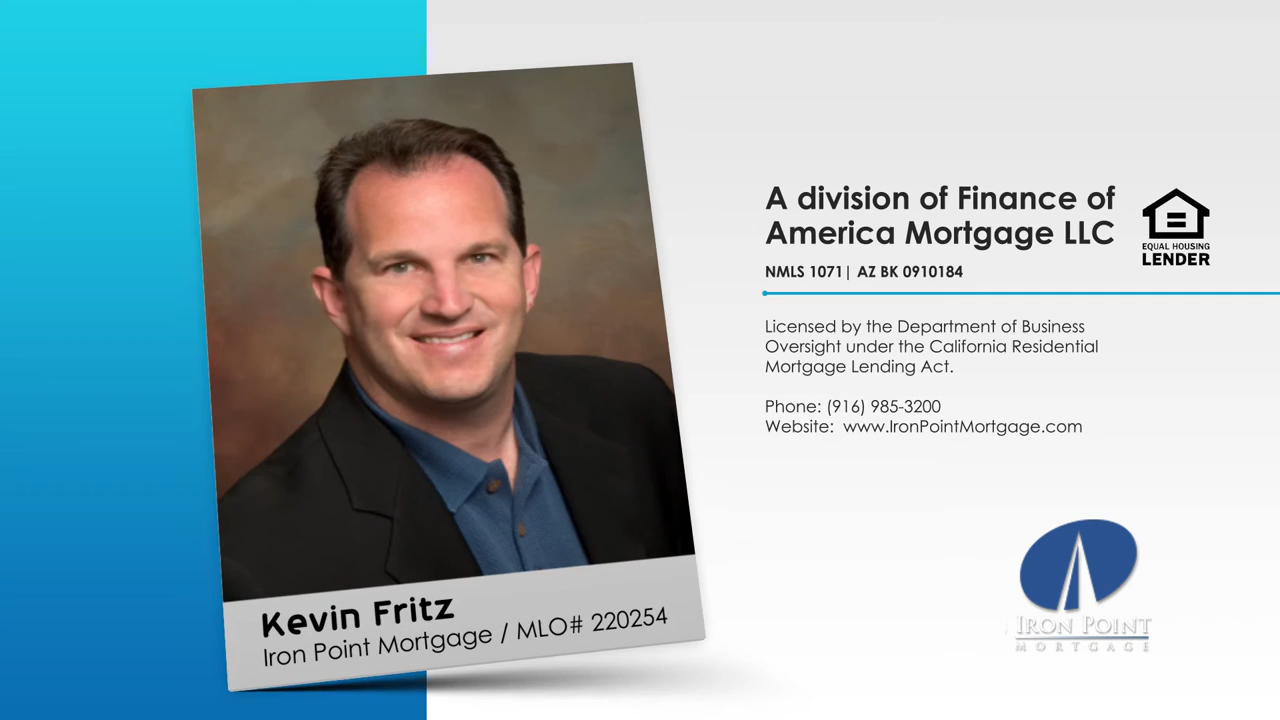 Kevin Fritz
Iron Point Mortgage / MLO# 220254
A division of Finance of
America Mortgage LLC
EQUAL HOUSING
LENDER
NMLS 1071| AZ BK 0910184
Licensed by the Department of Business
Oversight under the California Residential
Mortgage Lending Act.
Phone: (916) 985-3200
Website: www.IronPointMortgage.com
IRON POINT
MORTGAGE